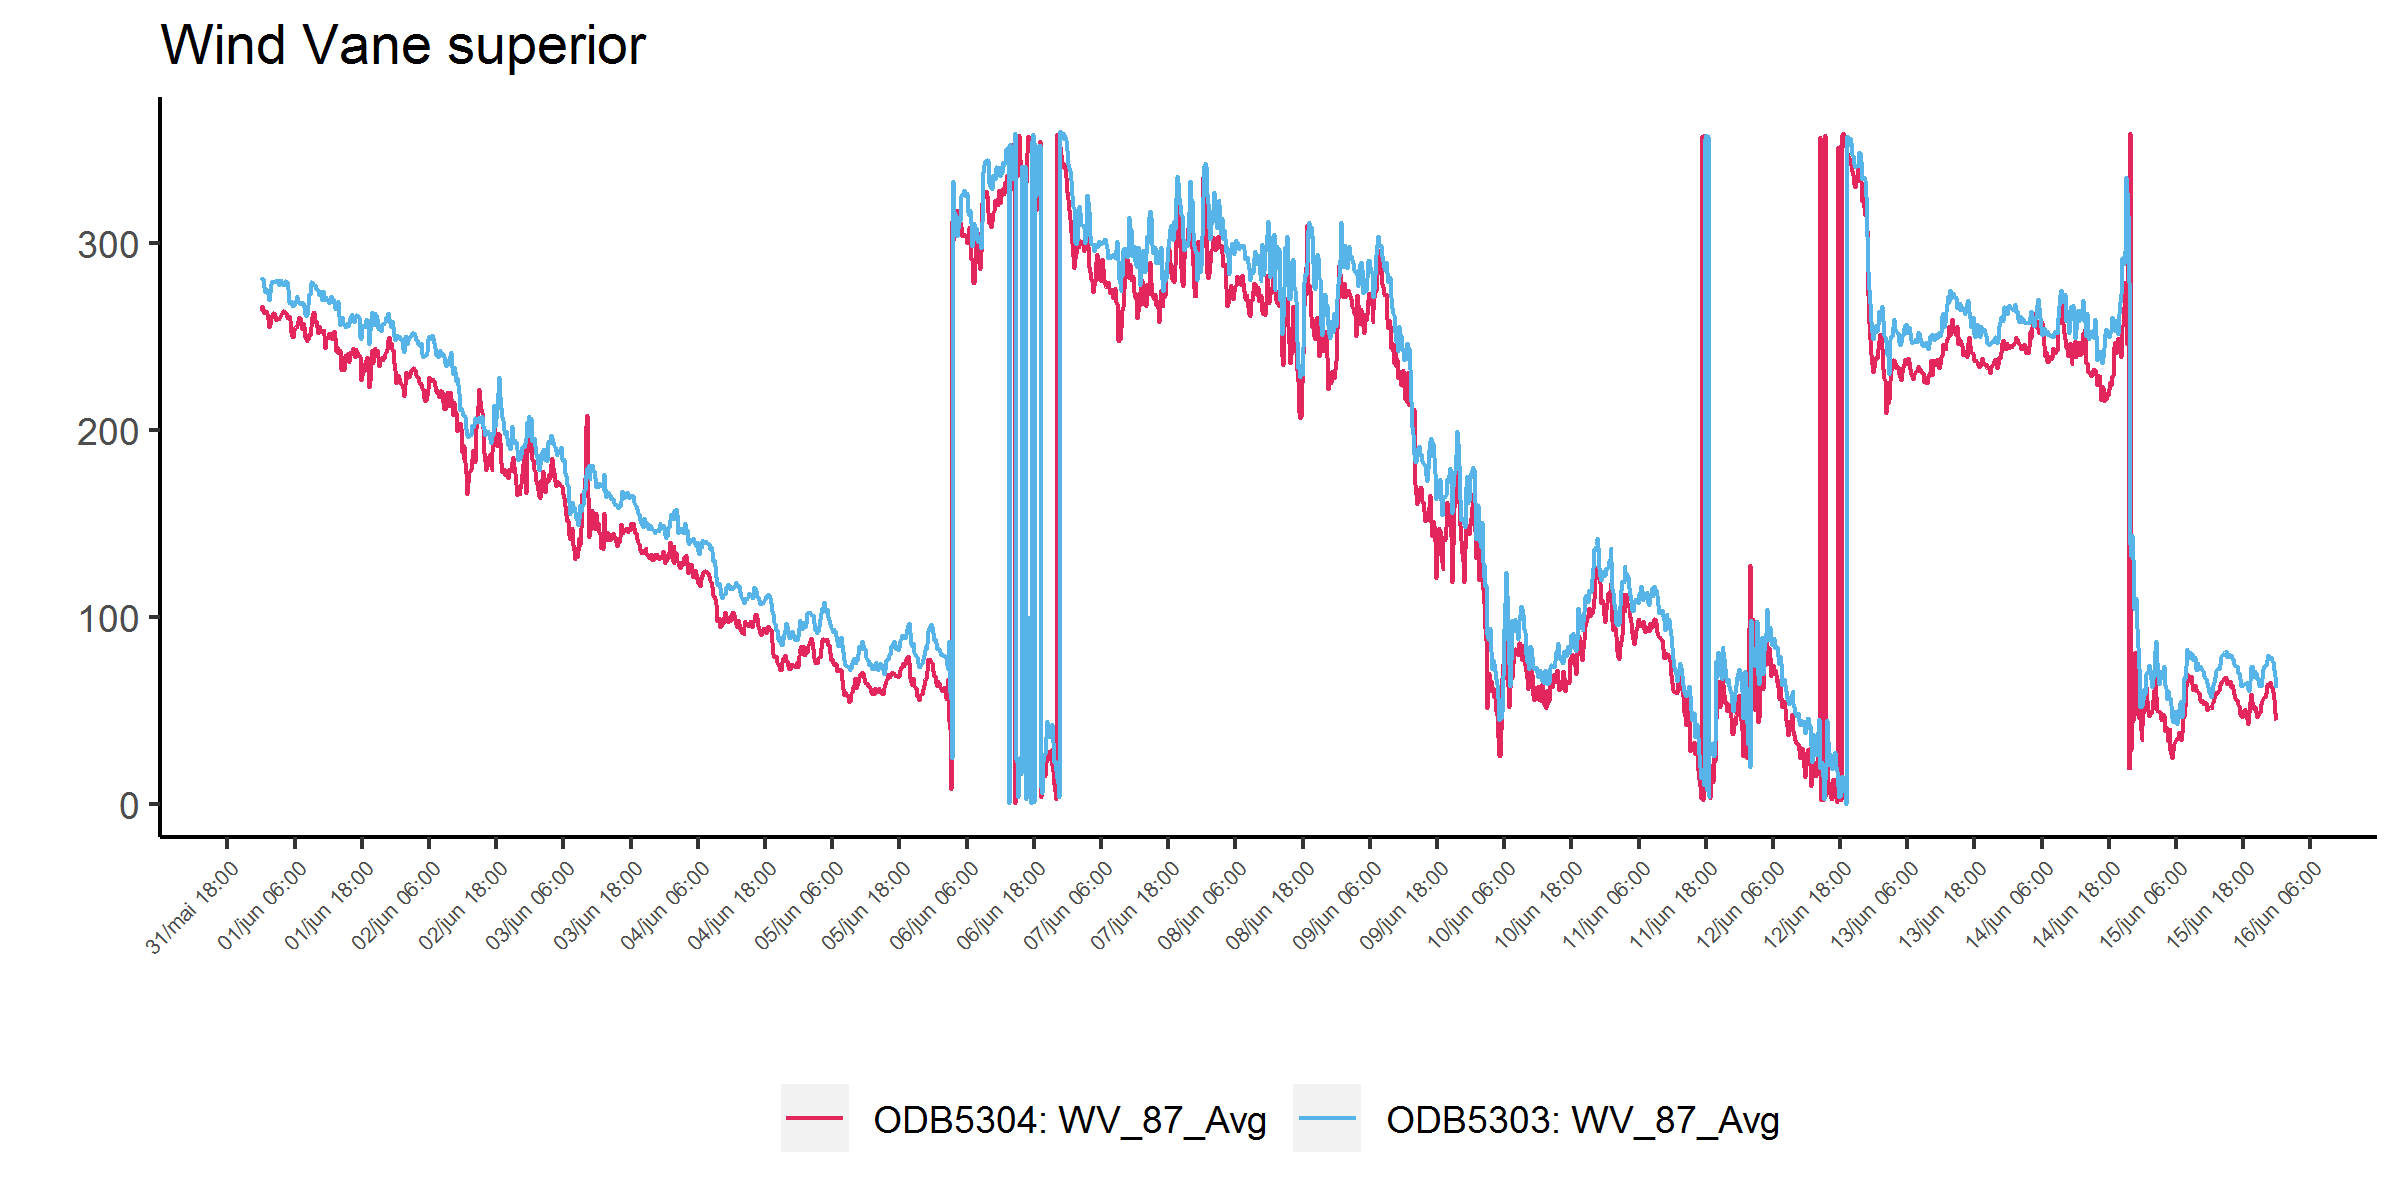 Wind Vane superior
300
200
100
0
31/mai 18:00
01/jun 06:00
01/jun 18:00
02/jun 06:00
02/jun 18:00
03/jun 06:00
03/jun 18:00
04/jun 06:00
04/jun 18:00
05/jun 06:00
05/jun 18:00
06/jun 06:00
06/jun 18:00
07/jun 06:00
07/jun 18:00
08/jun 06:00
08/jun 18:00
09/jun 06:00
09/jun 18:00
10/jun 06:00
10/jun 18:00
11/jun 06:00
11/jun 18:00
12/jun 06:00
12/jun 18:00
13/jun 06:00
13/jun 18:00
14/jun 06:00
14/jun 18:00
15/jun 06:00
15/jun 18:00
16/jun 06:00
ODB5304: WV_87_Avg
ODB5303: WV_87_Avg